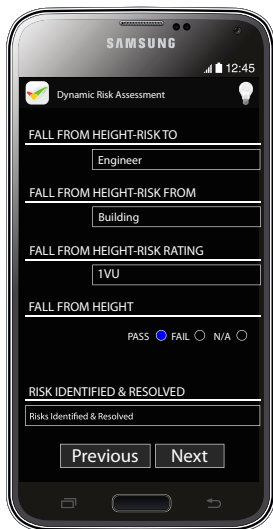 SAMSUNG
12:45
Dynamic Risk Assessment
FALL FROM HEIGHT-RISK TO
Engineer
FALL FROM HEIGHT-RISK FROM
Building
FALL FROM HEIGHT-RISK RATING
1VU
FALL FROM HEIGHT
PASS FAIL N/A
RISK IDENTIFIED & RESOLVED
Risks Identified & Resolved
Previous Next